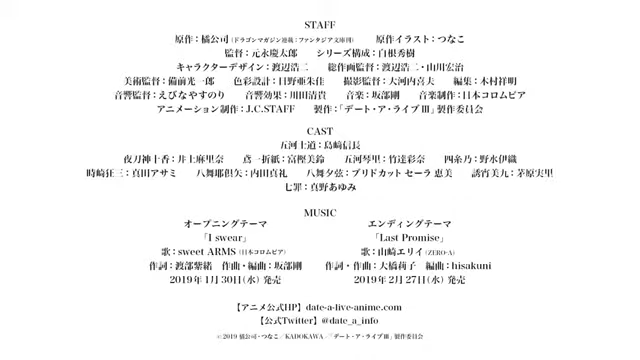 STAFF
原作：橘公司（ドラゴンマガジン連載：ファンタジア文庫刊）　原作イラスト：つなこ
監督：元永慶太郎　シリーズ構成：白根秀樹
キャラクターデザイン：渡辺浩二　総作画監督：渡辺浩二・山川宏治
美術監督：備前光一郎　色彩設計：日野亜朱佳　撮影監督：大河内喜夫　編集：木村祥明
音響監督：えびなやすのり　音響効果：川田清貴　音楽：坂部剛　音楽制作：日本コロムビア
アニメーション制作：J.C.STAFF　製作：「デート・ア・ライブⅢ」製作委員会
CAST
五河士道：島﨑信長
夜刀神十香：井上麻里奈　鳶一折紙：富樫美鈴　五河琴里：竹達彩奈　四糸乃：野水伊織
時崎狂三：真田アサミ　八舞耶倶矢：内田真礼　八舞夕弦：ブリドカット セーラ 恵美　誘宵美九：茅原実里
七罪：真野あゆみ
MUSIC
オープニングテーマ
「I swear」
歌：sweet ARMS（日本コロムビア）
作詞：渡部紫緒　作曲・編曲：坂部剛
2019年1月30日(水) 発売
エンディングテーマ
「Last Promise」
歌：山崎エリイ（ZERO-A）
作詞・作曲：大橋莉子　編曲：hisakuni
2019年2月27日(水) 発売
【アニメ公式HP】date-a-live-anime.com
【公式Twitter】@date_a_info
© 2019 橘公司・つなこ／KADOKAWA／「デート・ア・ライブⅢ」製作委員会